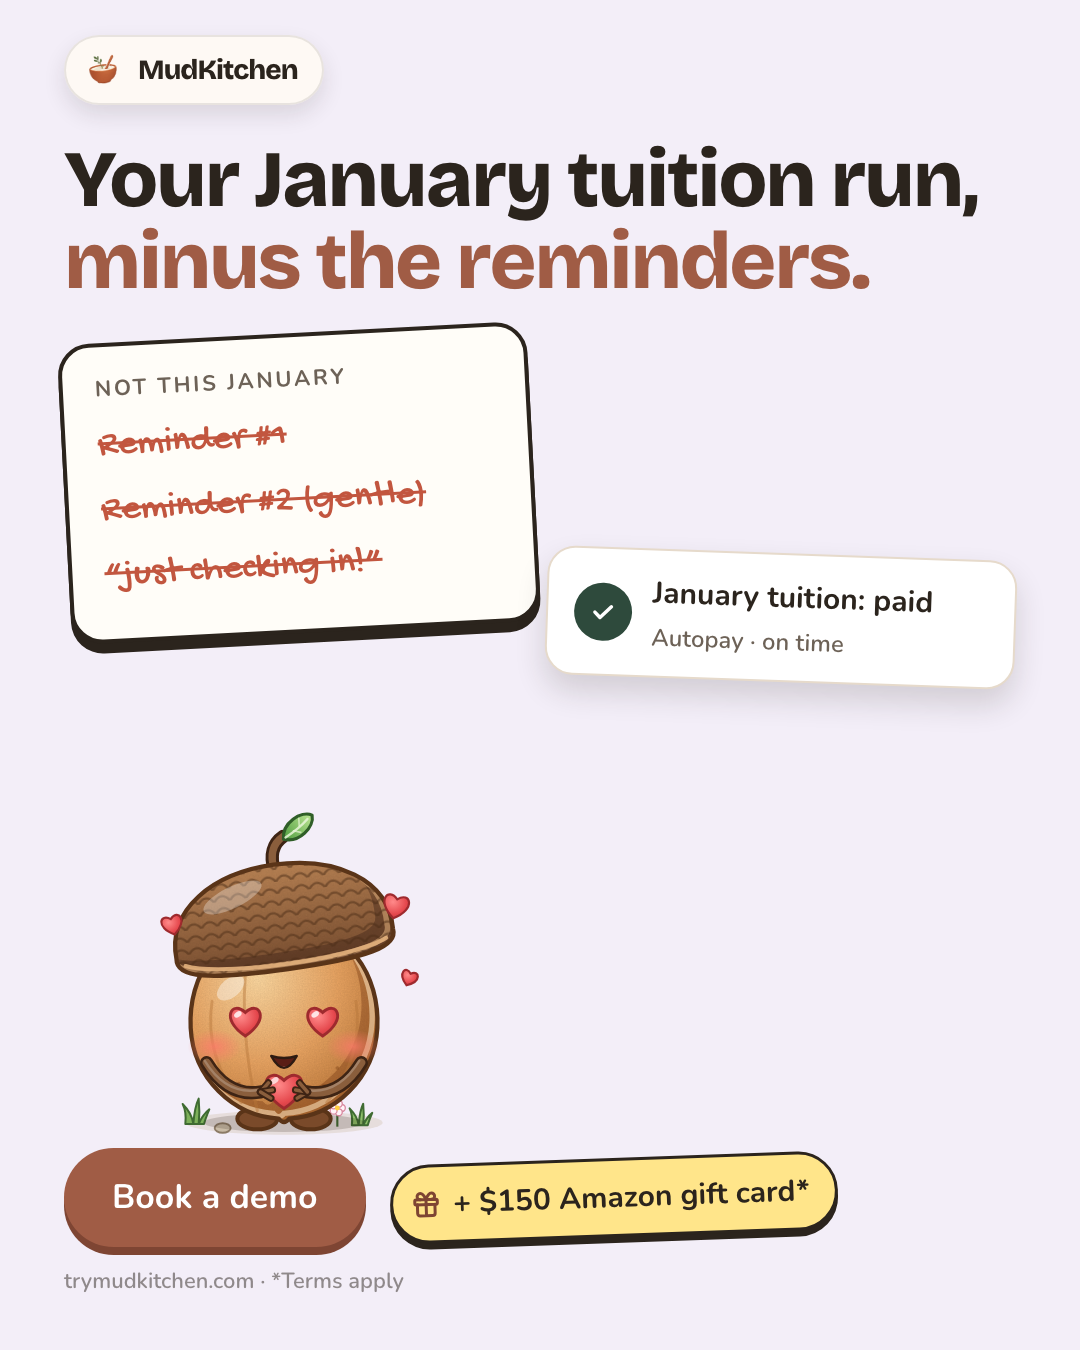 MudKitchen
Your January tuition run,
minus the reminders.
NOT THIS JANUARY
Reminder #1
Reminder #2 (gentle)
“just checking in!”
January tuition: paid
Autopay · on time
Book a demo
+ $150 Amazon gift card*
trymudkitchen.com · *Terms apply